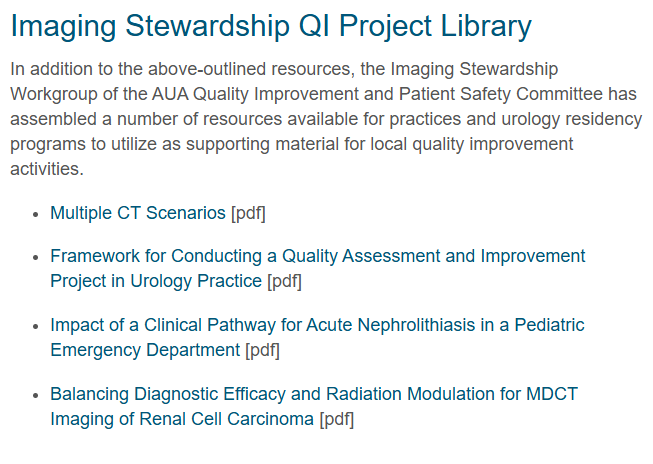 Imaging Stewardship QI Project Library
In addition to the above-outlined resources, the Imaging Stewardship
Workgroup of the AUA Quality Improvement and Patient Safety Committee has
assembled a number of resources available for practices and urology residency
programs to utilize as supporting material for local quality improvement
activities.
• Multiple CT Scenarios [pdf]
• Framework for Conducting a Quality Assessment and Improvement
Project in Urology Practice [pdf]
• Impact of a Clinical Pathway for Acute Nephrolithiasis in a Pediatric
Emergency Department [pdf]
• Balancing Diagnostic Efficacy and Radiation Modulation for MDCT
Imaging of Renal Cell Carcinoma [pdf]